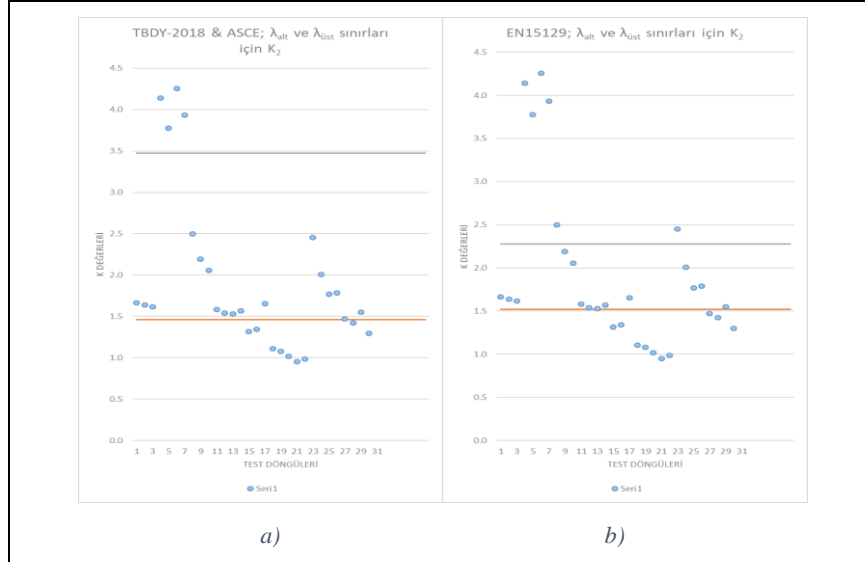 TBDY-2018 & ASCE; λalt ve λüst sınırları
için K2
4.5
4.0
3.5
3.0
2.5
2.0
1.5
1.0
0.5
0.0
K DEĞERLERİ
1 3 5 7 9 11 13 15 17 19 21 23 25 27 29 31
TEST DÖNGÜLERİ
Seri1
a)
EN15129; λalt ve λüst sınırları için K2
4.5
4.0
3.5
3.0
2.5
2.0
1.5
1.0
0.5
0.0
K DEĞERLERİ
1 3 5 7 9 11 13 15 17 19 21 23 25 27 29 31
TEST DÖNGÜLERİ
Seri1
b)